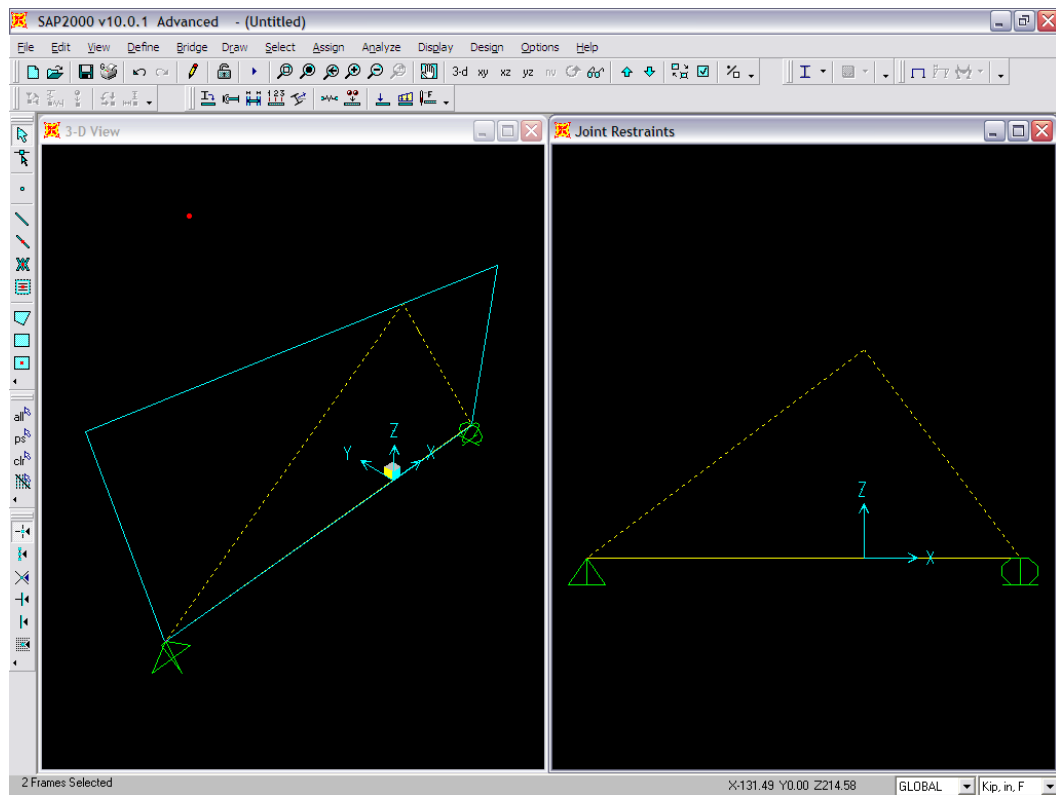 SAP2000 v10.0.1 Advanced - (Untitled)
File Edit View Define Bridge Draw Select Assign Analyze Display Design Options Help
3-d xy xz yz nv
3-D View
Joint Restraints
all
ps
clr
Z
Y
X
Z
X
2 Frames Selected
X-131.49 Y0.00 Z214.58
GLOBAL
Kip, in, F